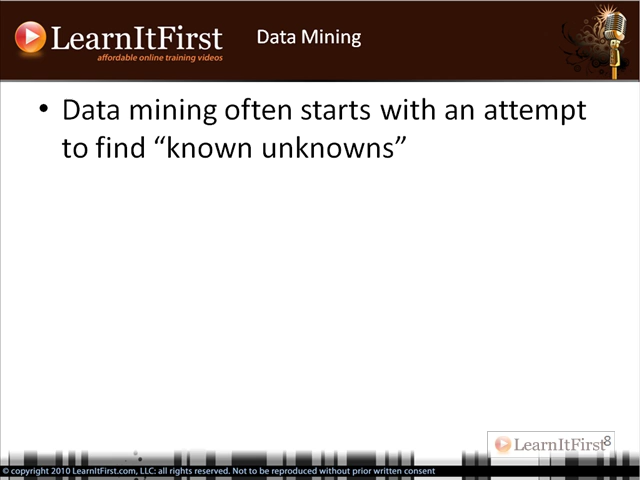 LearnItFirst
affordable online training videos
Data Mining
• Data mining often starts with an attempt
to find “known unknowns”
LearnItFirst
8
© copyright 2010 LearnItFirst.com, LLC: all rights reserved. Not to be reproduced without prior written consent